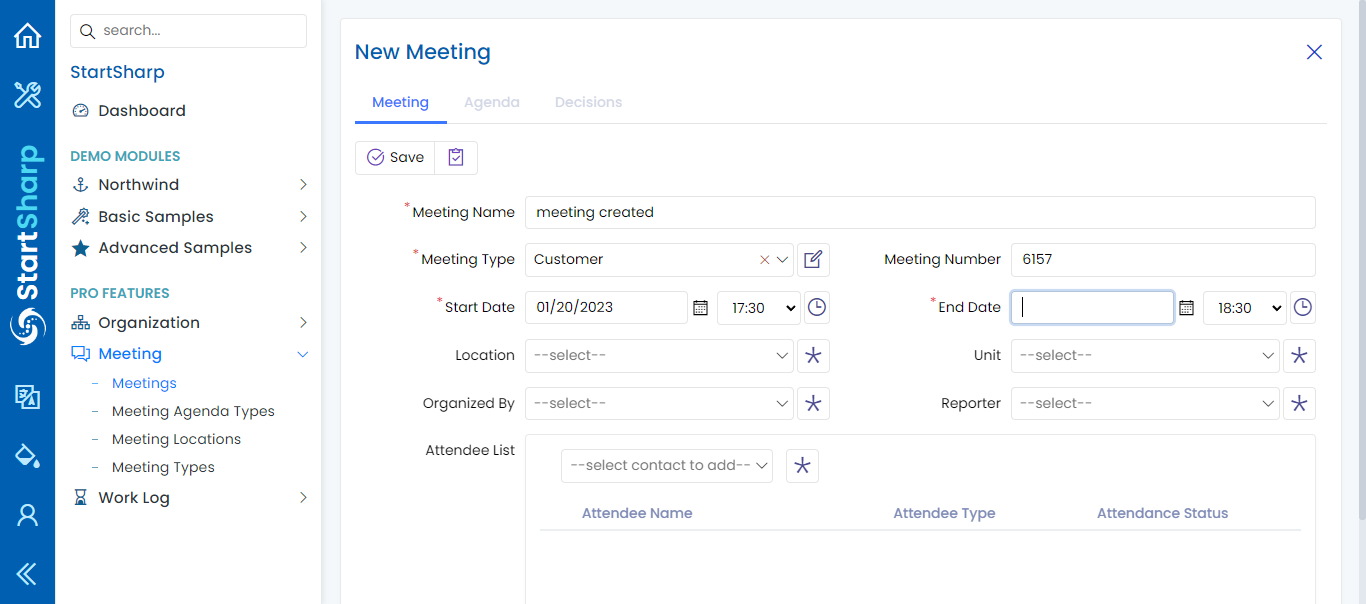 StartSharp
search...
StartSharp
Dashboard
DEMO MODULES
Northwind
Basic Samples
Advanced Samples
PRO FEATURES
Organization
Meeting
Meetings
Meeting Agenda Types
Meeting Locations
Meeting Types
Work Log
New Meeting
Meeting Agenda Decisions
Save
* Meeting Name meeting created
* Meeting Type Customer Meeting Number 6157
* Start Date 01/20/2023 17:30 * End Date 18:30
Location --select-- Unit --select--
Organized By --select-- Reporter --select--
Attendee List --select contact to add--
Attendee Name Attendee Type Attendance Status